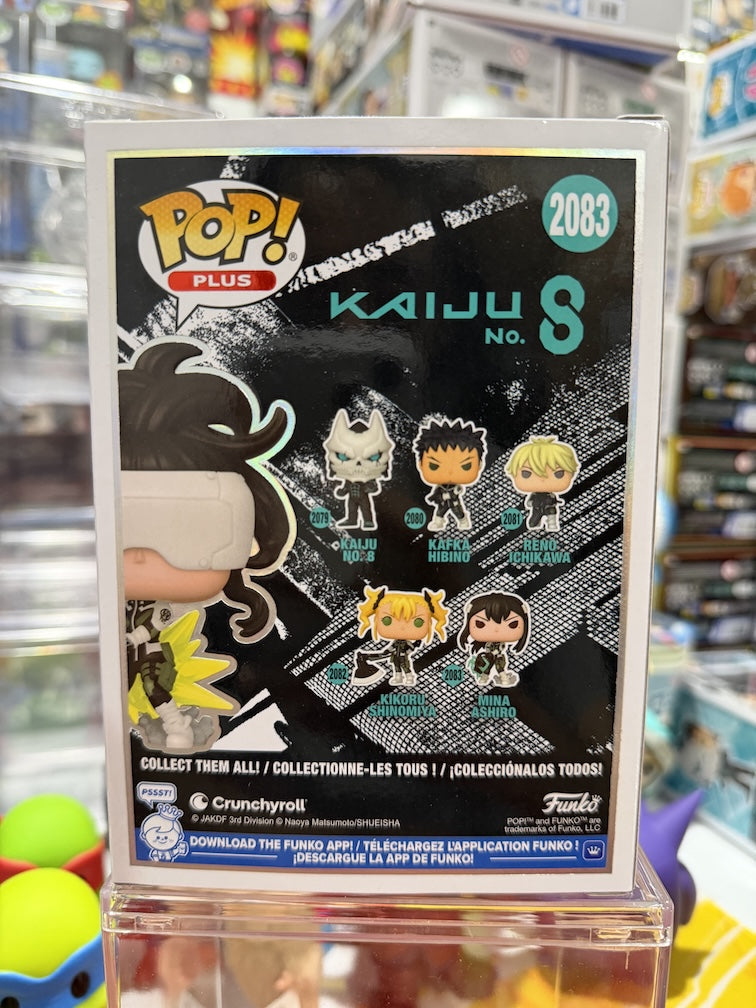 POP!
®
PLUS
2083
KAIJU
No. 8
2079
KAIJU
NO. 8
2080
KAFKA
HIBINO
2081
RENO
ICHIKAWA
2082
KIKORU
SHINOMIYA
2083
MINA
ASHIRO
COLLECT THEM ALL! / COLLECTIONNE-LES TOUS ! / ¡COLECCIÓNALOS TODOS!
PSSST!
Crunchyroll
© JAKDF 3rd Division © Naoya Matsumoto/SHUEISHA
Funko
POP!™ and FUNKO™ are
trademarks of Funko, LLC
DOWNLOAD THE FUNKO APP! / TÉLÉCHARGEZ L'APPLICATION FUNKO !
¡DESCARGUE LA APP DE FUNKO!